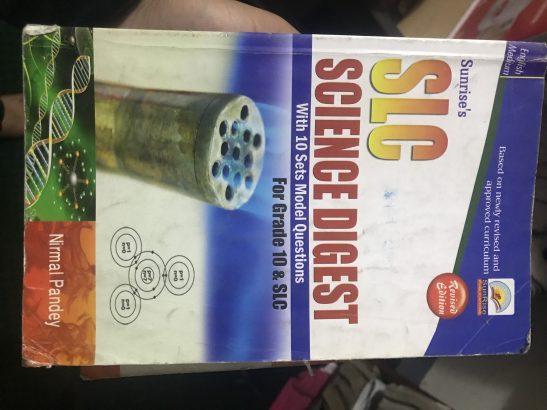 English
Medium
Based on newly revised and
approved curriculum
SunRise
Sunrise's
SLC
SCIENCE DIGEST
With 10 Sets Model Questions
For Grade 10 & SLC
Revised
Edition
Nirmal Pandey